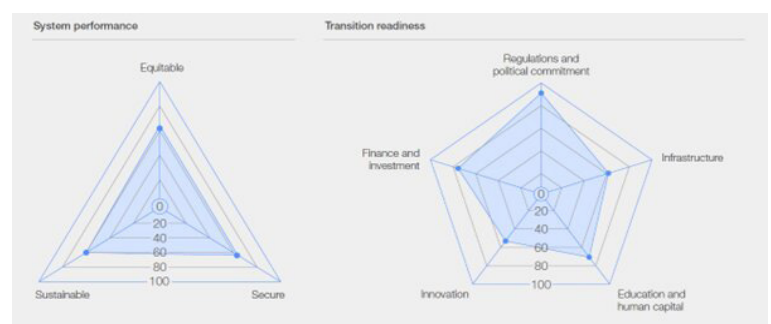 System performance
Equitable
0
20
40
60
80
100
Sustainable
Secure
Transition readiness
Regulations and
political commitment
Finance and
investment
Infrastructure
0
20
40
60
80
100
Innovation
Education and
human capital